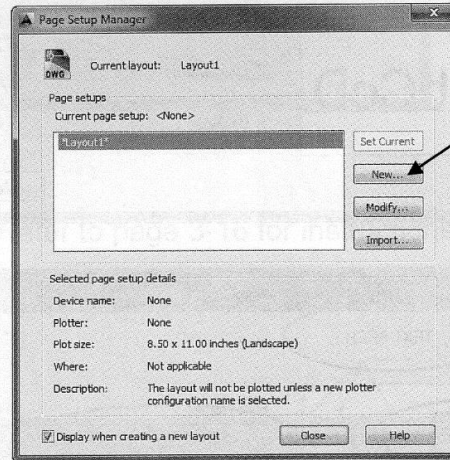 Page Setup Manager
DWG
Current layout: Layout1
Page setups
Current page setup: <None>
*Layout1*
Set Current
New...
Modify...
Import...
Selected page setup details
Device name: None
Plotter: None
Plot size: 8.50 x 11.00 inches (Landscape)
Where: Not applicable
Description: The layout will not be plotted unless a new plotter
configuration name is selected.
Display when creating a new layout
Close
Help